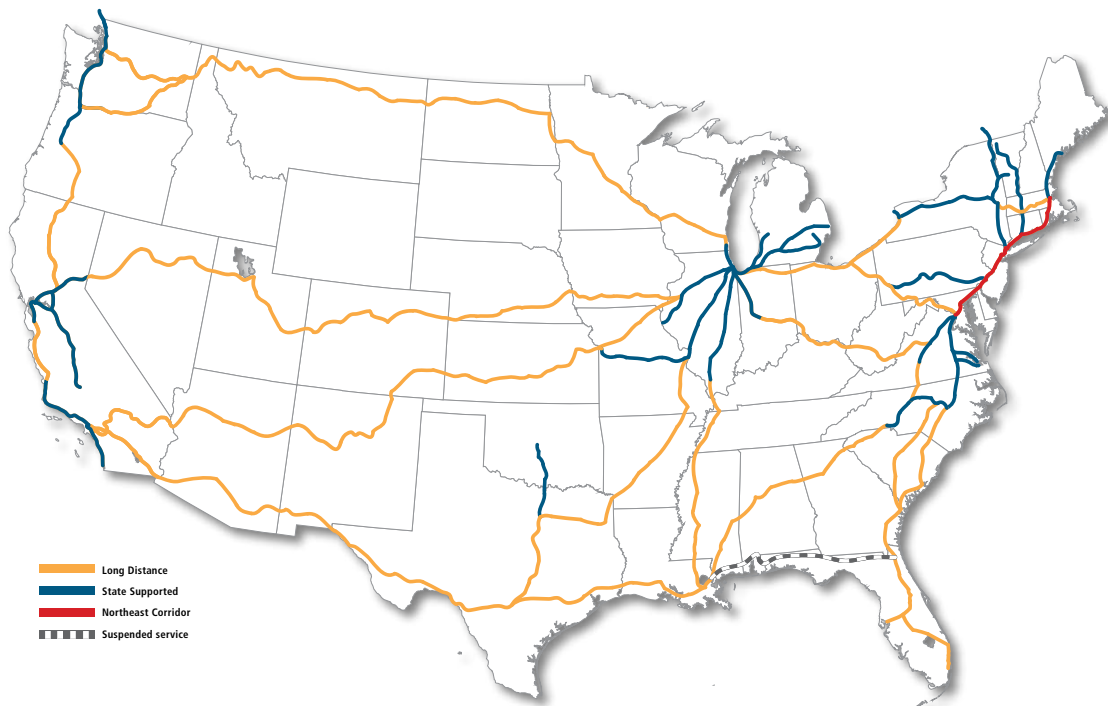 Long Distance
State Supported
Northeast Corridor
Suspended service